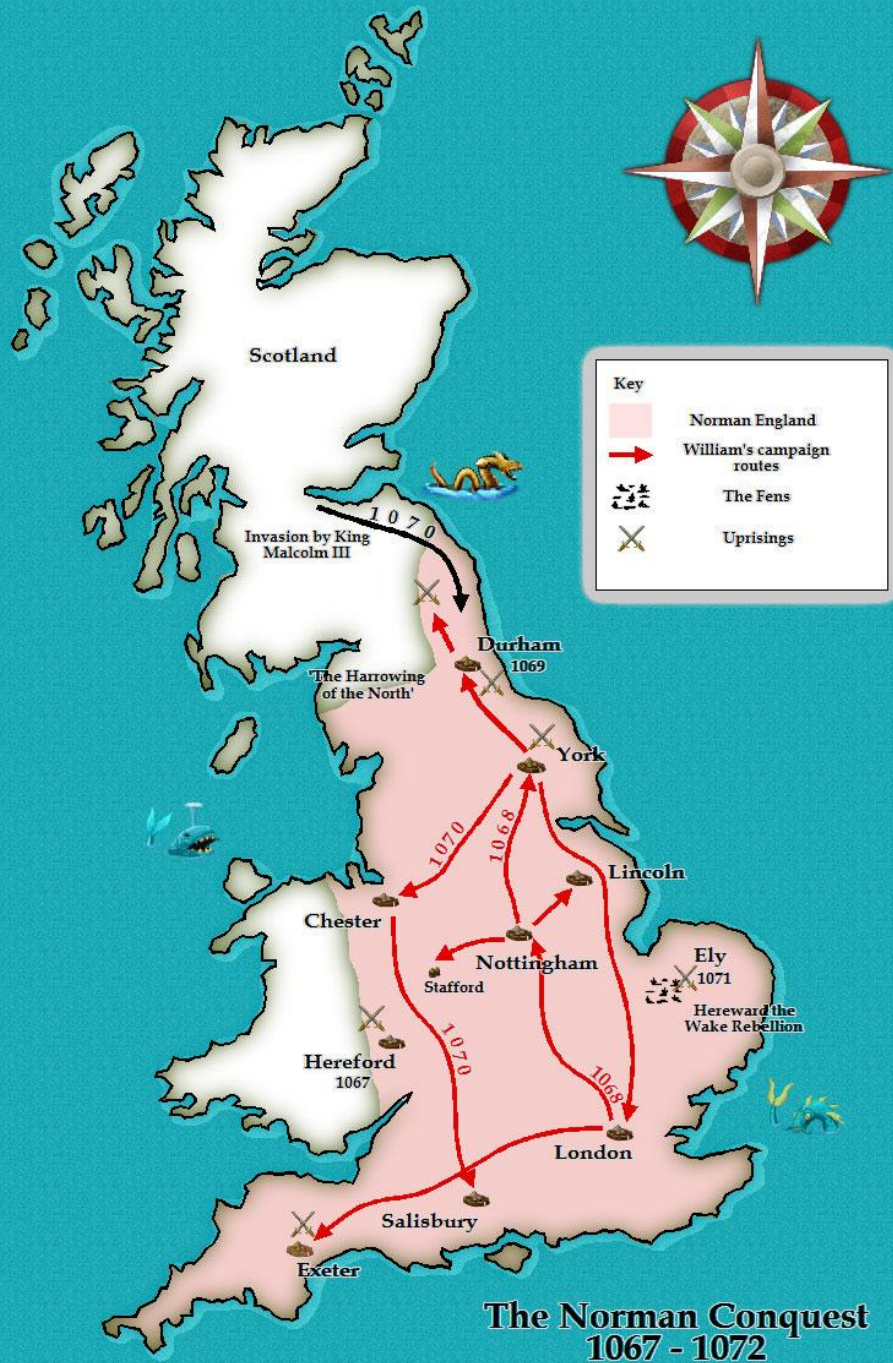 Scotland
Key
Norman England
William's campaign
routes
The Fens
Uprisings
1070
Invasion by King
Malcolm III
Durham
1069
'The Harrowing
of the North'
York
1070
1068
Lincoln
Chester
Nottingham
Stafford
Ely
1071
Hereward the
Wake Rebellion
Hereford
1067
1070
1068
London
Salisbury
Exeter
The Norman Conquest
1067 - 1072